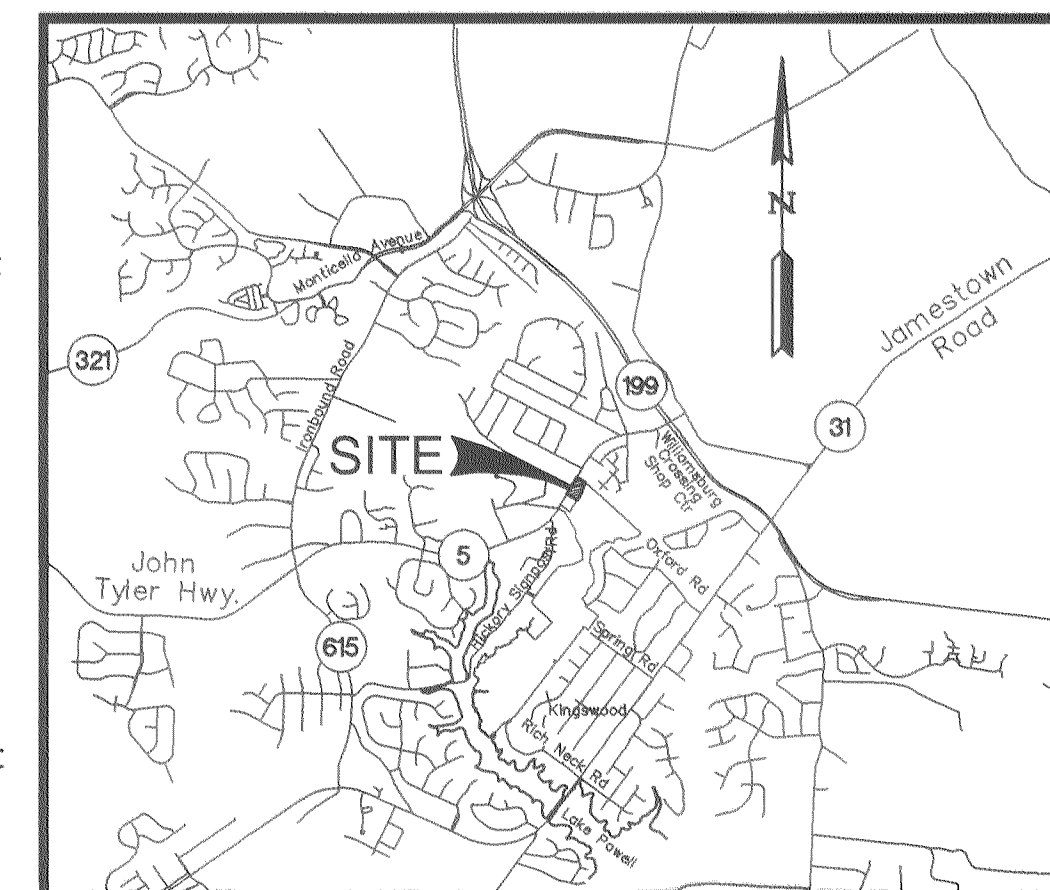 N
Monticello Avenue
Jamestown
Road
321
Ironbound Road
199
31
SITE
Williamsburg
Crossing
Shop Ctr
5
Oxford Rd
John
Tyler Hwy.
Hickory Signpost Rd
615
Spring Rd
Kingswood
Rich Neck Rd
Lake Powell